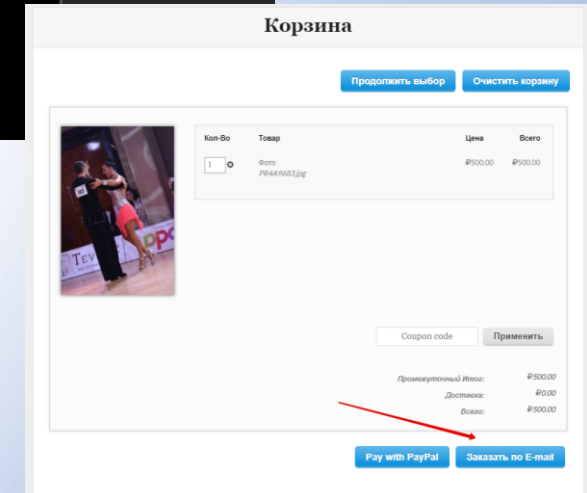 Корзина
Продолжить выбор Очистить корзину
Кол-Во Товар Цена Всего
1 Фото ₽500.00 ₽500.00
PR4A9683.jpg
Coupon code Применить
Промежуточный Итог: ₽500.00
Доставка: ₽0.00
Всего: ₽500.00
Pay with PayPal Заказать по E-mail